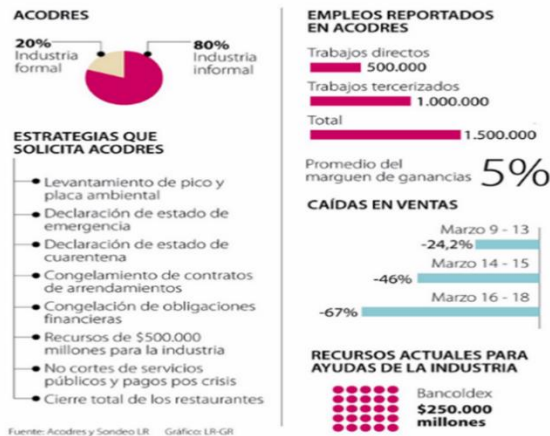 ACODRES
20%
Industria
formal
80%
Industria
informal
ESTRATEGIAS QUE
SOLICITA ACODRES
Levantamiento de pico y
placa ambiental
Declaración de estado de
emergencia
Declaración de estado de
cuarentena
Congelamiento de contratos
de arrendamientos
Congelación de obligaciones
financieras
Recursos de $500.000
millones para la industria
No cortes de servicios
públicos y pagos pos crisis
Cierre total de los restaurantes
Fuente: Acodres y Sondeo LR Gráfico: LR-GR
EMPLEOS REPORTADOS
EN ACODRES
Trabajos directos
500.000
Trabajos tercerizados
1.000.000
Total
1.500.000
Promedio del
marguen de ganancias 5%
CAÍDAS EN VENTAS
Marzo 9 - 13
-24,2%
Marzo 14 - 15
-46%
Marzo 16 - 18
-67%
RECURSOS ACTUALES PARA
AYUDAS DE LA INDUSTRIA
Bancoldex
$250.000
millones